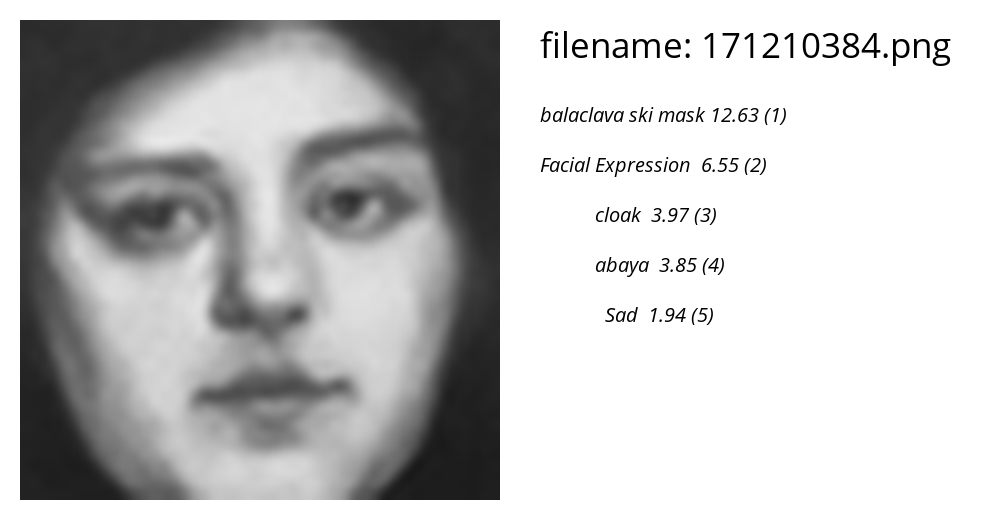 filename: 171210384.png
balaclava ski mask 12.63 (1)
Facial Expression 6.55 (2)
cloak 3.97 (3)
abaya 3.85 (4)
Sad 1.94 (5)